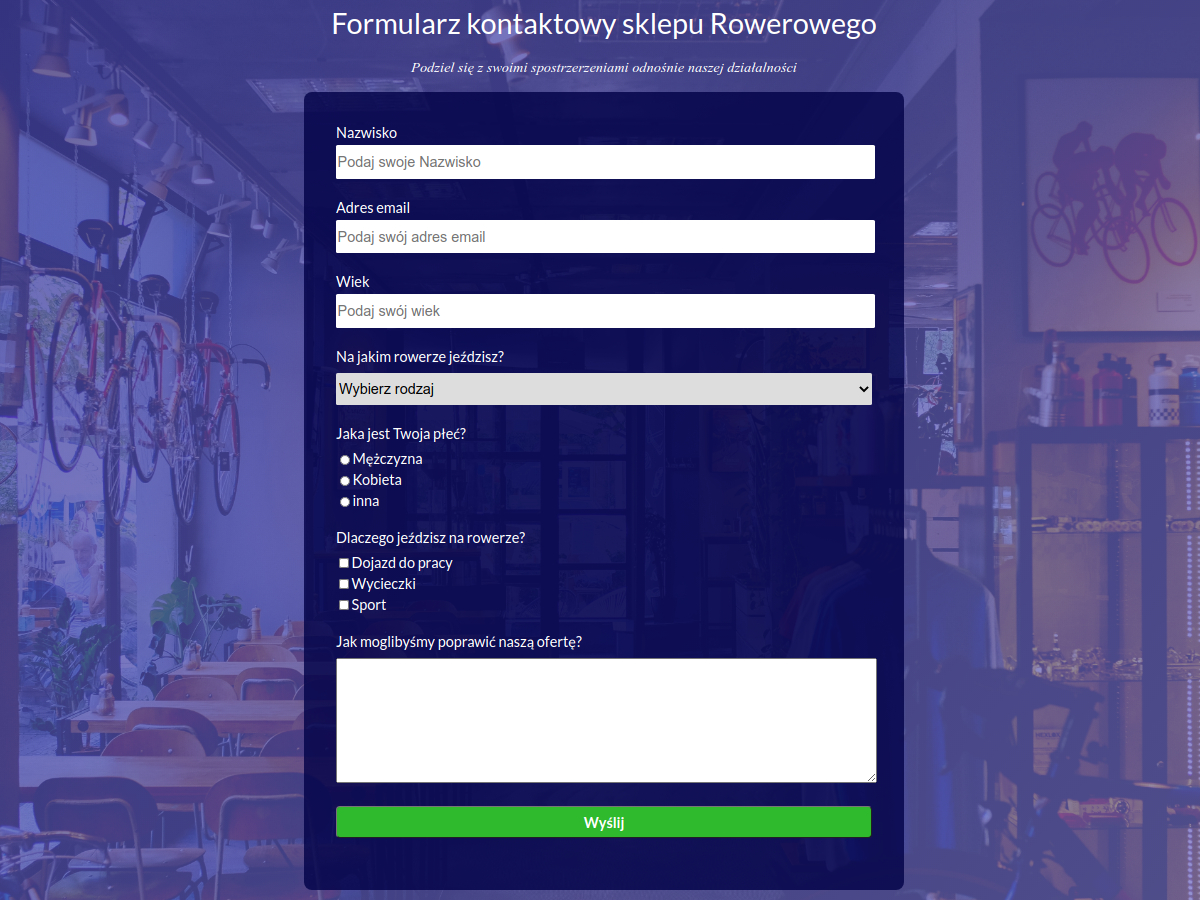 Formularz kontaktowy sklepu Rowerowego
Podziel się z swoimi spostrzerzeniami odnośnie naszej działalności
Nazwisko
Podaj swoje Nazwisko
Adres email
Podaj swój adres email
Wiek
Podaj swój wiek
Na jakim rowerze jeździsz?
Wybierz rodzaj
Jaka jest Twoja płeć?
Mężczyzna
Kobieta
inna
Dlaczego jeździsz na rowerze?
Dojazd do pracy
Wycieczki
Sport
Jak moglibyśmy poprawić naszą ofertę?
Wyślij